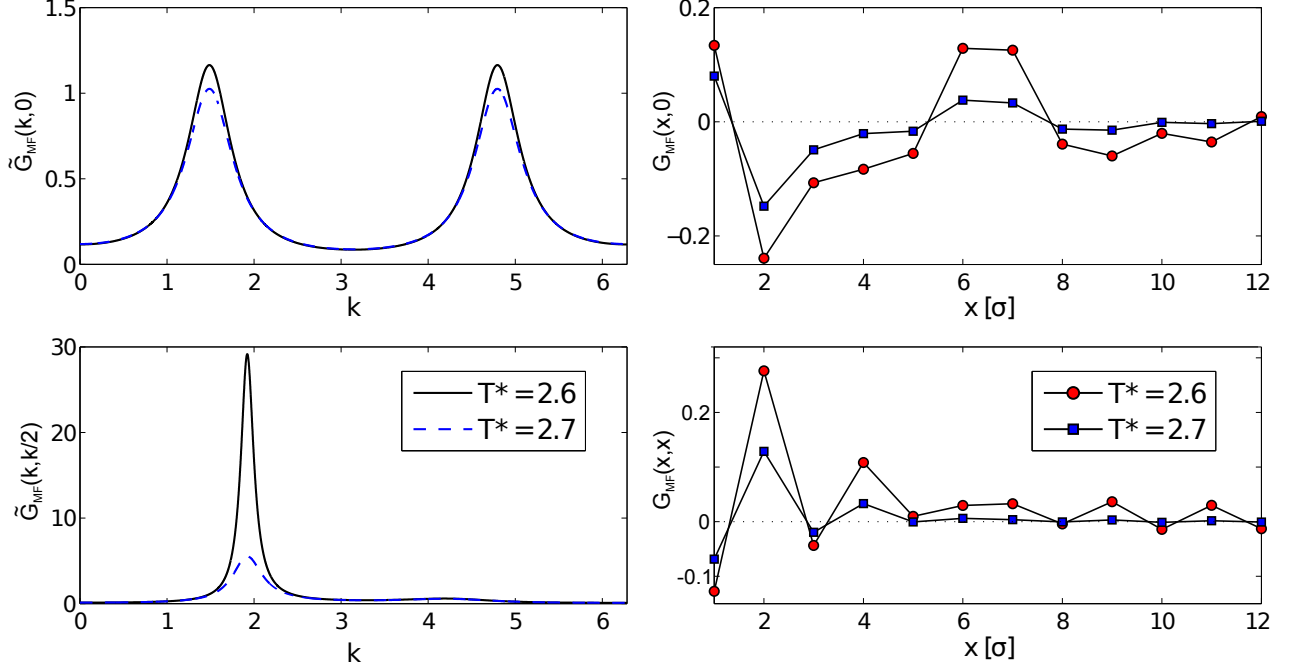 1.5
1
0.5
0
0 1 2 3 4 5 6
k
G̃MF(k,0)
0.2
0
−0.2
2 4 6 8 10 12
x [σ]
GMF(x,0)
30
20
10
0
0 1 2 3 4 5 6
k
G̃MF(k,k/2)
T* = 2.6
T* = 2.7
0.2
0
-0.1
2 4 6 8 10 12
x [σ]
GMF(x,x)
T* = 2.6
T* = 2.7